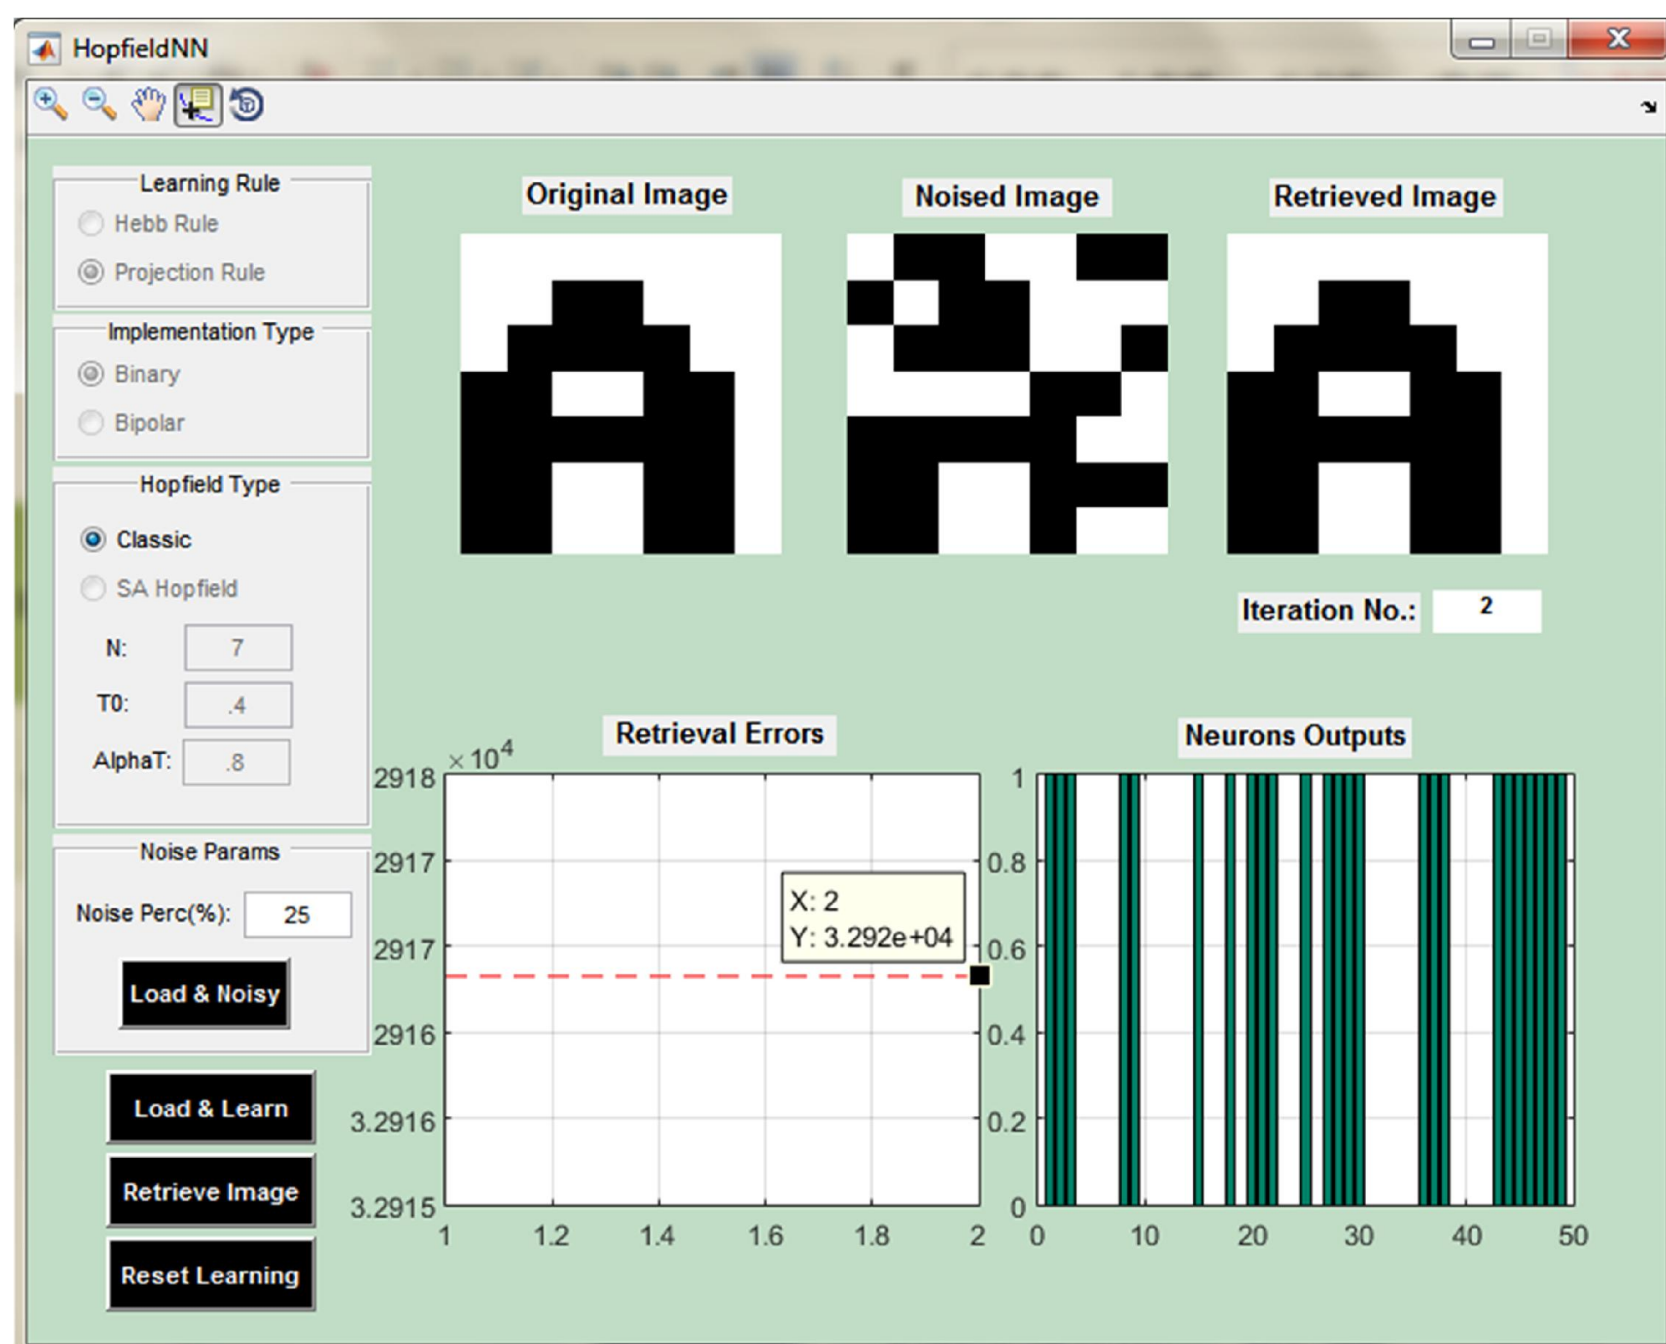 HopfieldNN
Learning Rule
Hebb Rule
Projection Rule
Implementation Type
Binary
Bipolar
Hopfield Type
Classic
SA Hopfield
N: 7
T0: .4
AlphaT: .8
Noise Params
Noise Perc(%): 25
Load & Noisy
Load & Learn
Retrieve Image
Reset Learning
Original Image
Noised Image
Retrieved Image
Iteration No.: 2
Retrieval Errors
× 10^4
2918
2917
2917
2916
3.2916
3.2915
1 1.2 1.4 1.6 1.8 2
X: 2
Y: 3.292e+04
Neurons Outputs
1
0.8
0.6
0.4
0.2
0
0 10 20 30 40 50